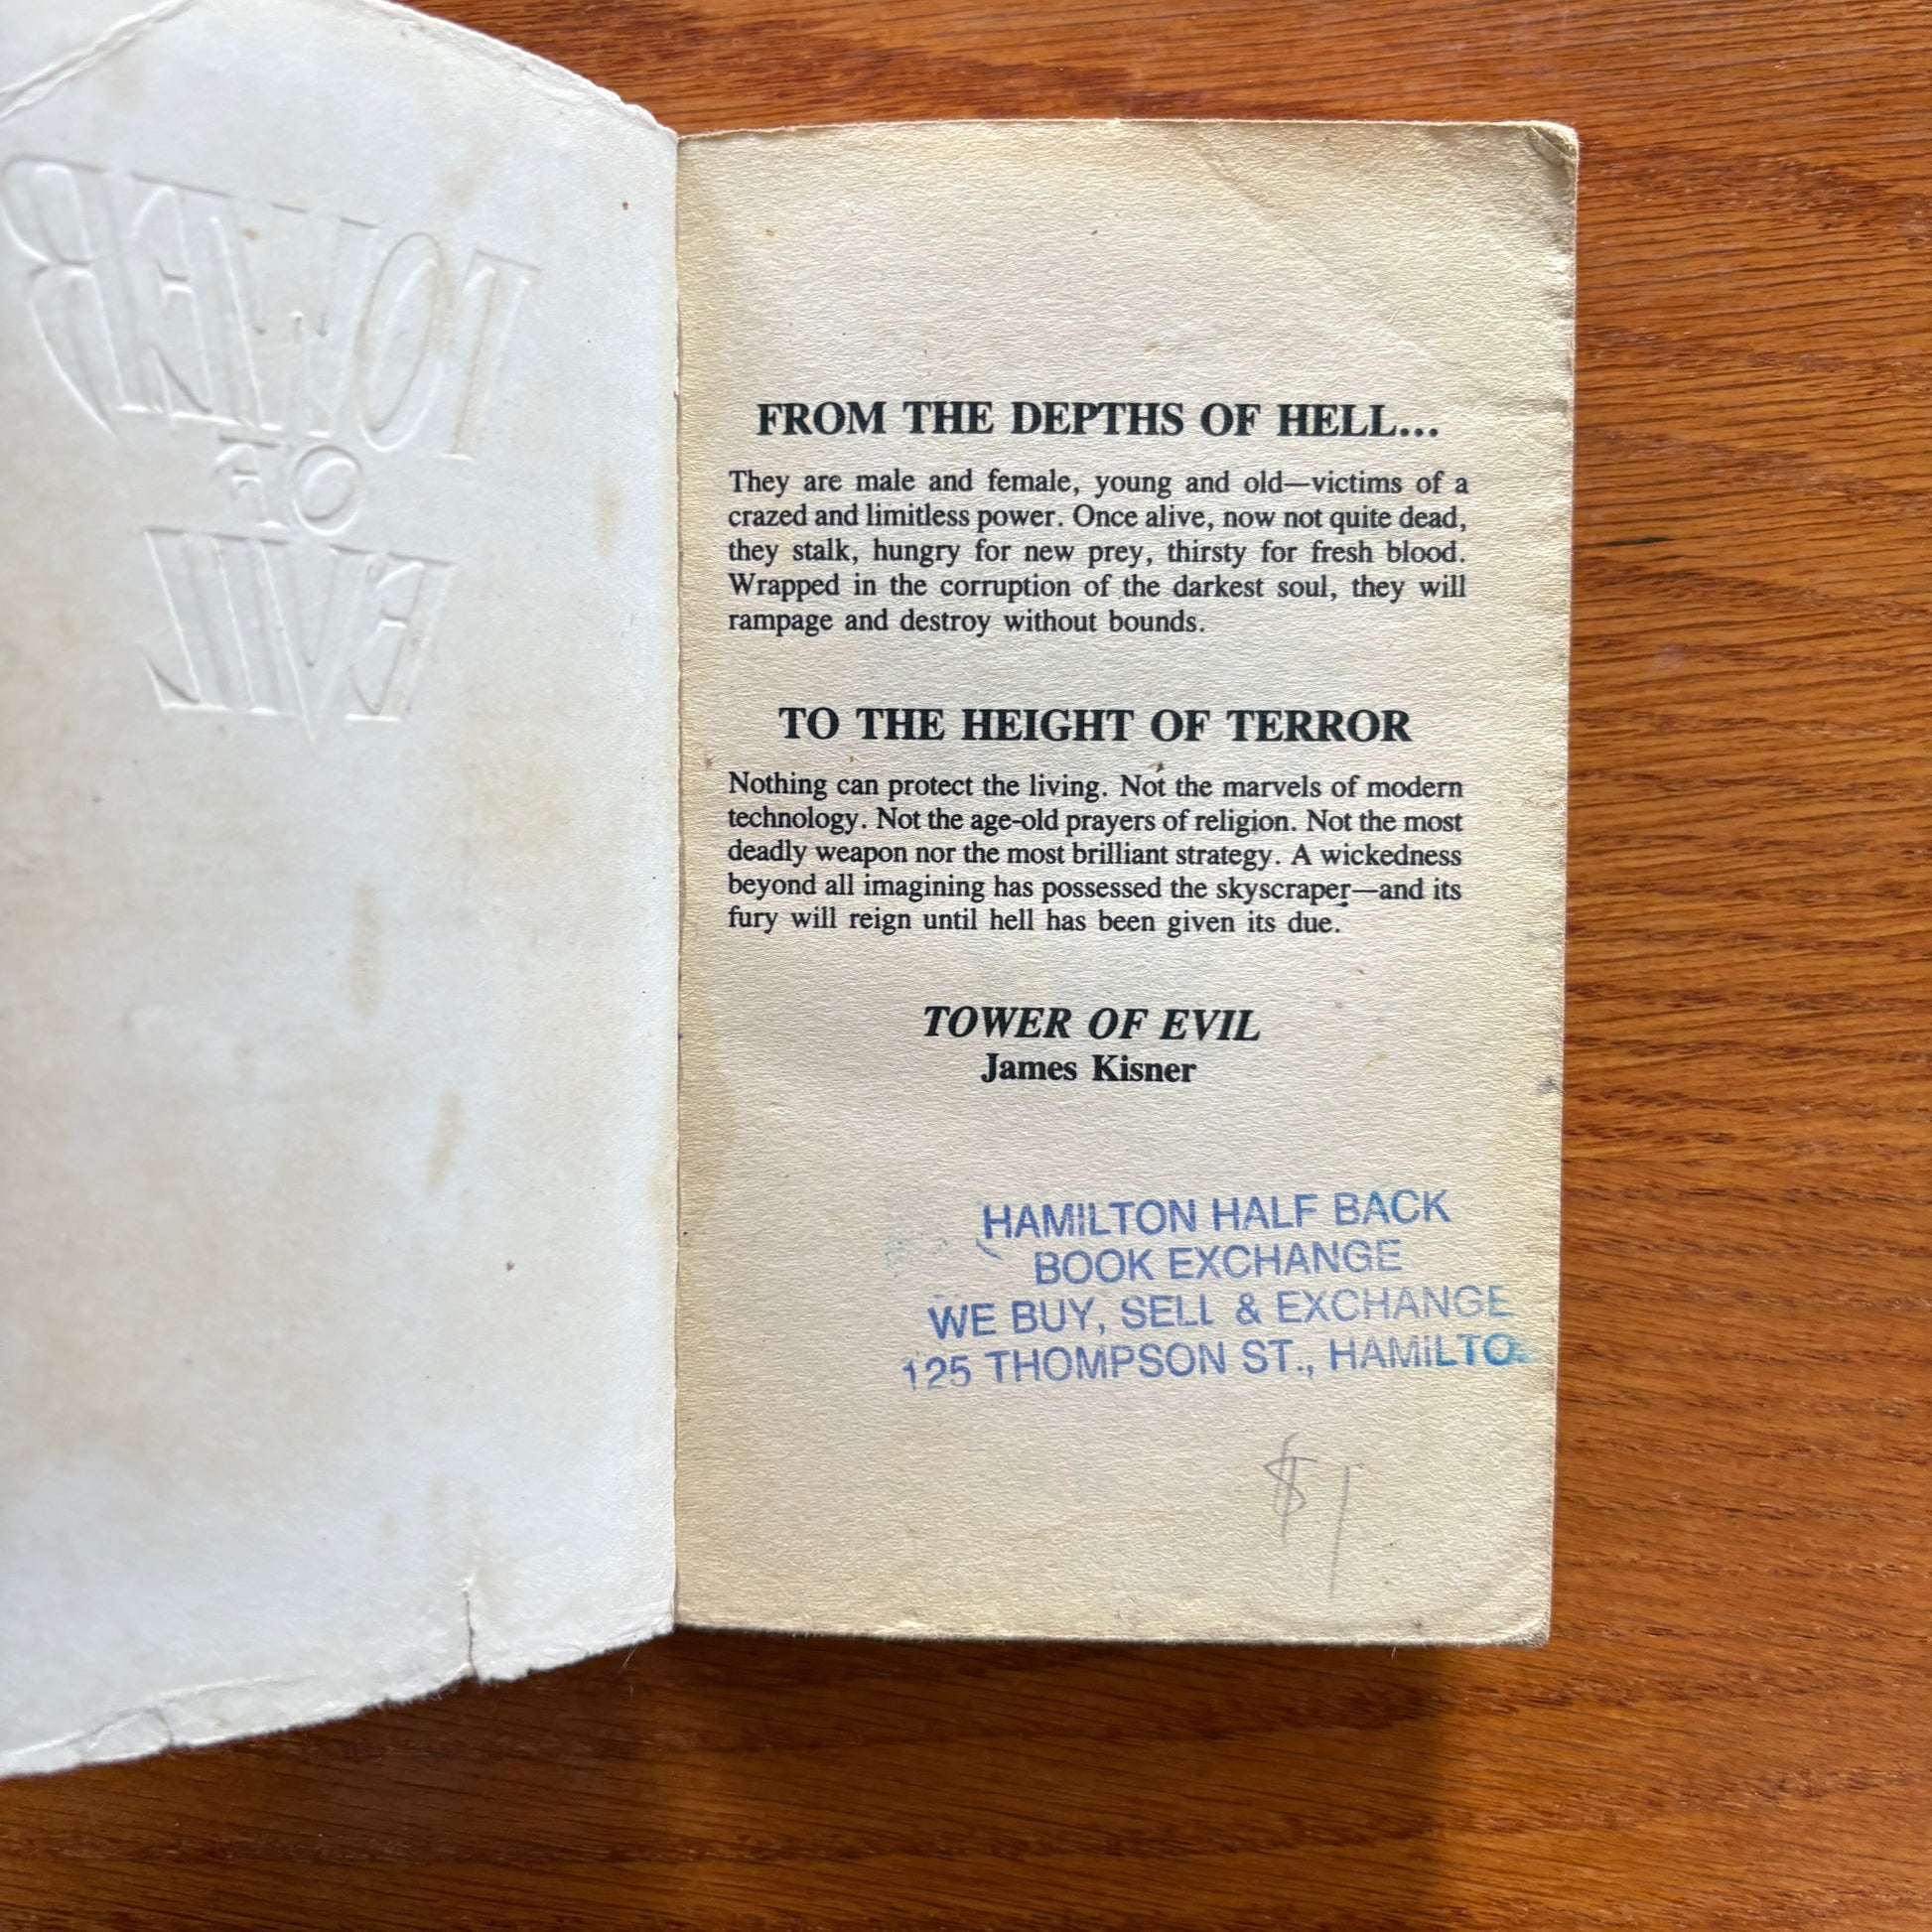 TOWER
OF
EVIL
FROM THE DEPTHS OF HELL...
They are male and female, young and old—victims of a
crazed and limitless power. Once alive, now not quite dead,
they stalk, hungry for new prey, thirsty for fresh blood.
Wrapped in the corruption of the darkest soul, they will
rampage and destroy without bounds.
TO THE HEIGHT OF TERROR
Nothing can protect the living. Not the marvels of modern
technology. Not the age-old prayers of religion. Not the most
deadly weapon nor the most brilliant strategy. A wickedness
beyond all imagining has possessed the skyscraper—and its
fury will reign until hell has been given its due.
TOWER OF EVIL
James Kisner
HAMILTON HALF BACK
BOOK EXCHANGE
WE BUY, SELL & EXCHANGE
125 THOMPSON ST., HAMILTO
$1